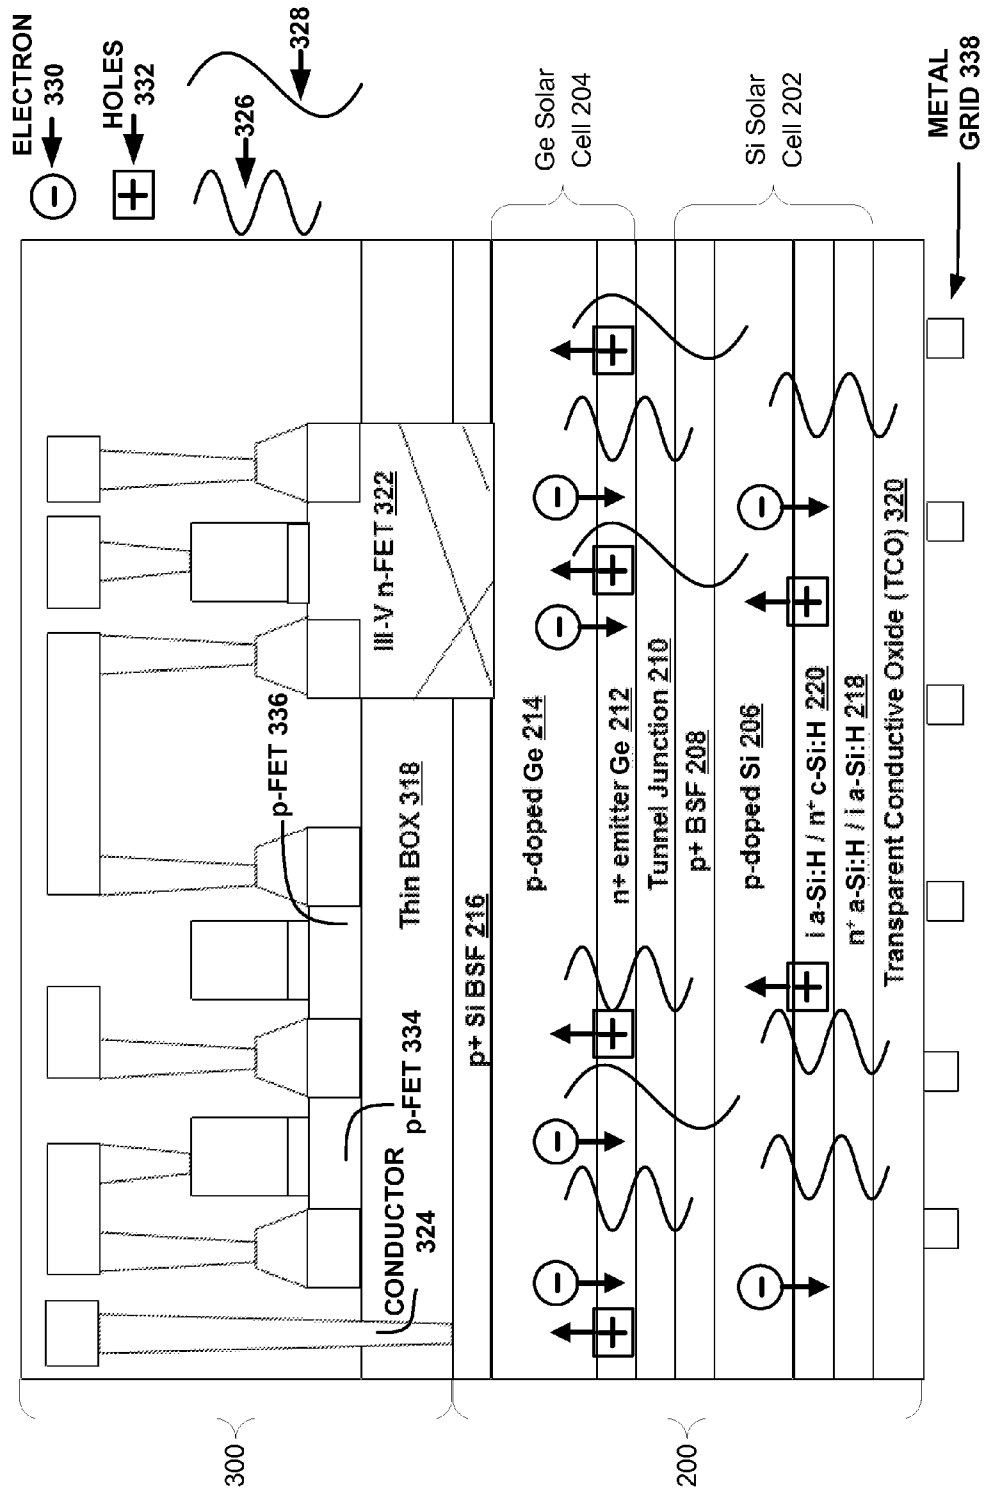 ELECTRON
330
HOLES
332
326
328
Ge Solar
Cell 204
Si Solar
Cell 202
METAL
GRID 338
III-V n-FET 322
p-FET 336
Thin BOX 318
p-FET 334
CONDUCTOR
324
p+ Si BSF 216
p-doped Ge 214
n+ emitter Ge 212
Tunnel Junction 210
p+ BSF 208
p-doped Si 206
i a-Si:H / n⁺ c-Si:H 220
n⁺ a-Si:H / i a-Si:H 218
Transparent Conductive Oxide (TCO) 320
300
200